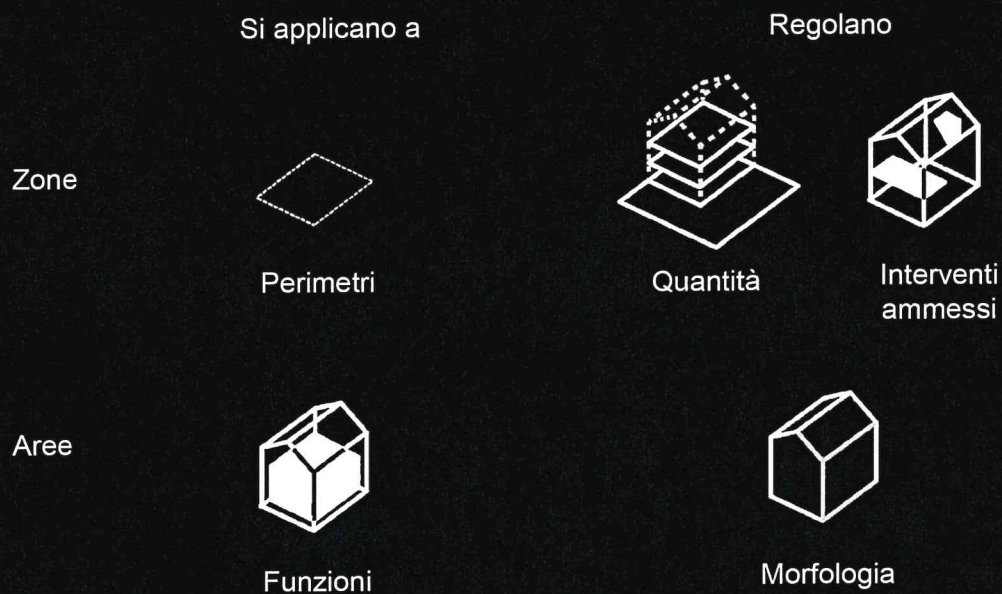 Si applicano a
Regolano
Zone
Perimetri
Quantità
Interventi
ammessi
Aree
Funzioni
Morfologia